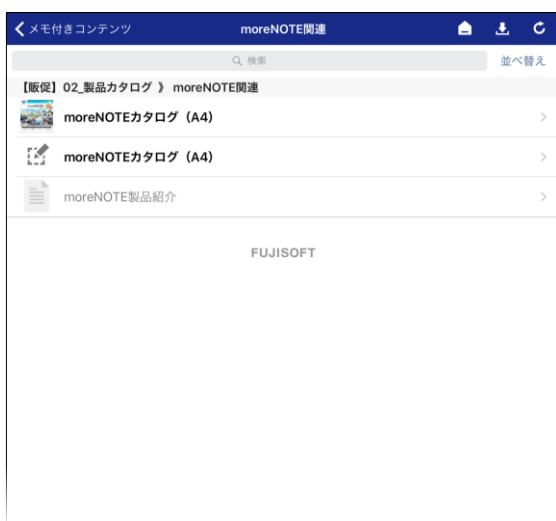 メモ付きコンテンツ moreNOTE関連
検索 並べ替え
【販促】02_製品カタログ 》 moreNOTE関連
moreNOTEカタログ（A4）
moreNOTEカタログ（A4）
moreNOTE製品紹介
FUJISOFT